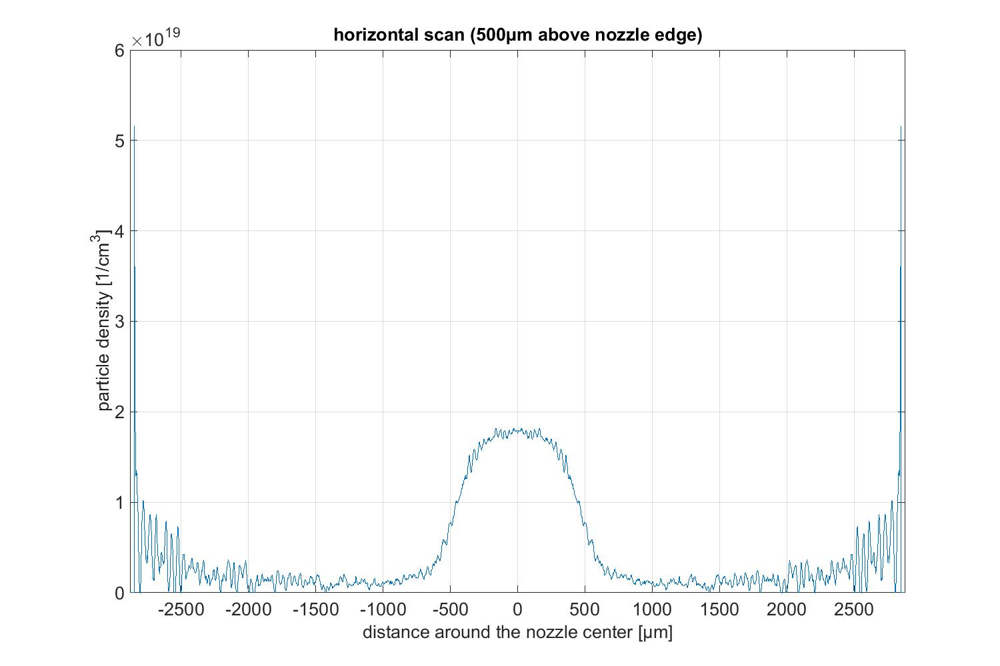 horizontal scan (500µm above nozzle edge)
×10^19
6
5
4
3
2
1
0
particle density [1/cm^3]
-2500 -2000 -1500 -1000 -500 0 500 1000 1500 2000 2500
distance around the nozzle center [µm]